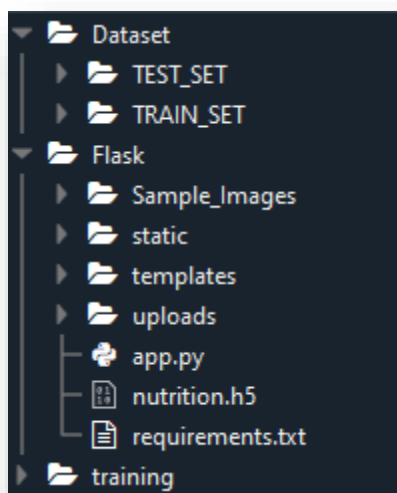 Dataset
TEST_SET
TRAIN_SET
Flask
Sample_Images
static
templates
uploads
app.py
nutrition.h5
requirements.txt
training